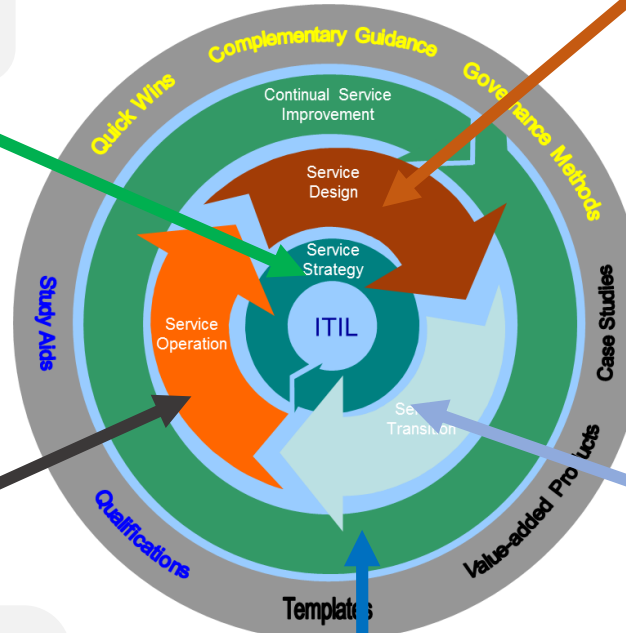 Complementary Guidance
Quick Wins
Governance Methods
Continual Service
Improvement
Service
Design
Service
Strategy
ITIL
Service
Operation
Transition
Study Aids
Case Studies
Qualifications
Value-added Products
Templates